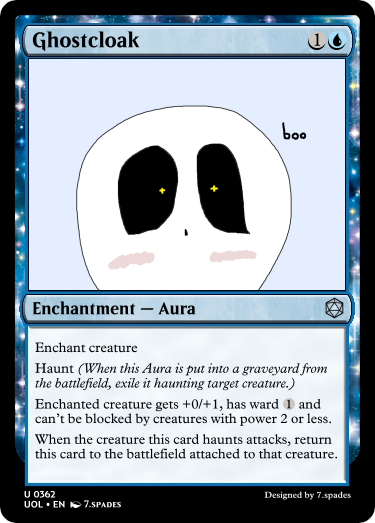 Ghostcloak 1
boo
Enchantment — Aura
Enchant creature
Haunt (When this Aura is put into a graveyard from
the battlefield, exile it haunting target creature.)
Enchanted creature gets +0/+1, has ward 1 and
can't be blocked by creatures with power 2 or less.
When the creature this card haunts attacks, return
this card to the battlefield attached to that creature.
U 0362
UOL • EN 7.SPADES
Designed by 7.spades